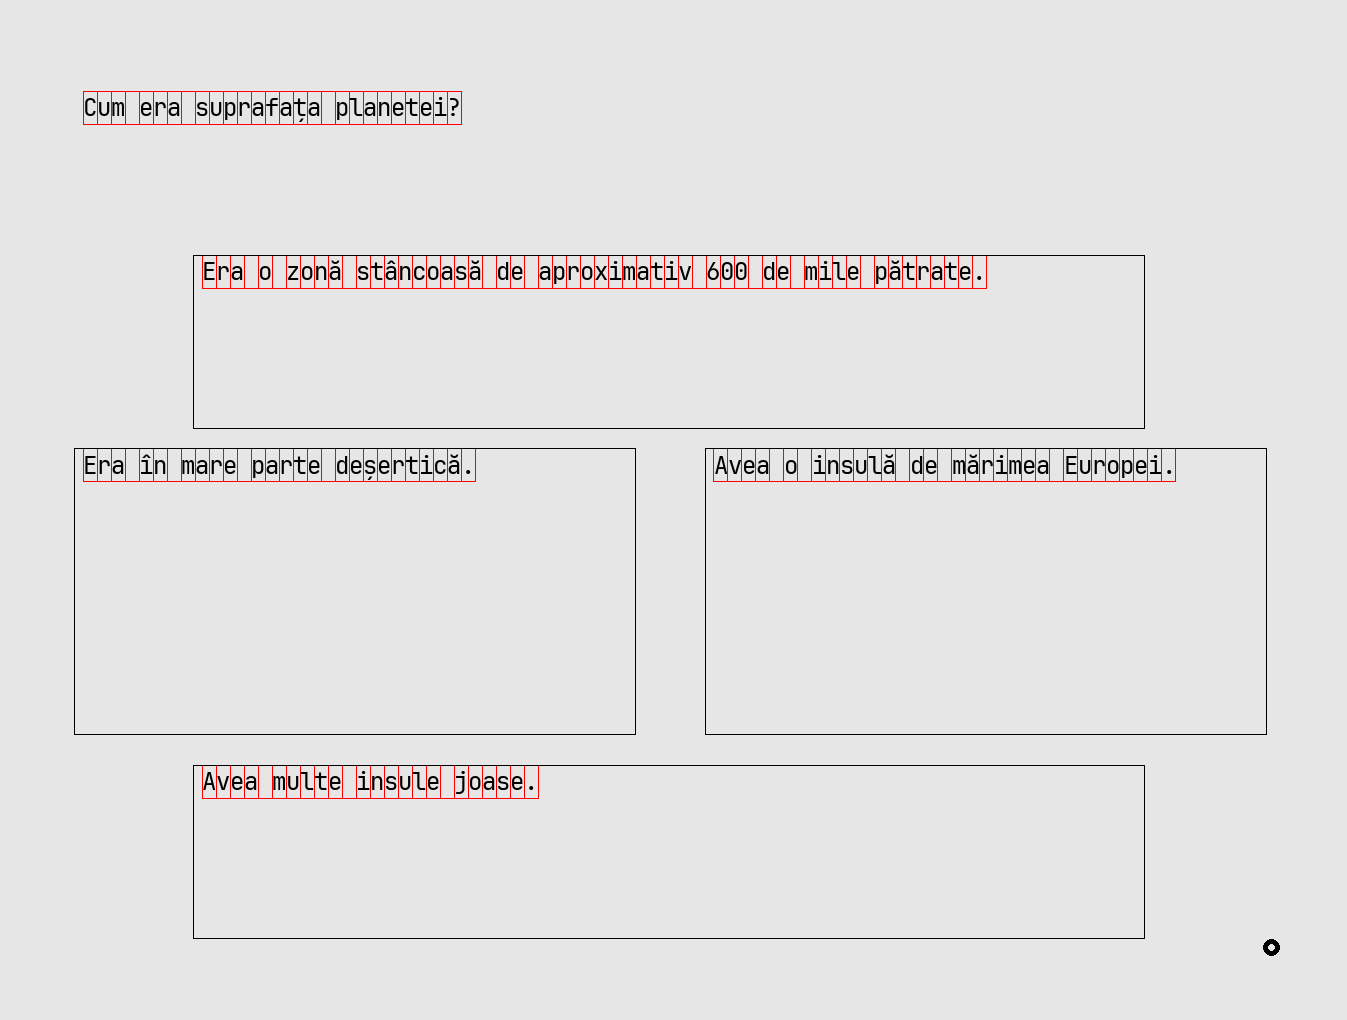 Cum era suprafața planetei?
Era o zonă stâncoasă de aproximativ 600 de mile pătrate.
Era în mare parte deșertică.
Avea o insulă de mărimea Europei.
Avea multe insule joase.